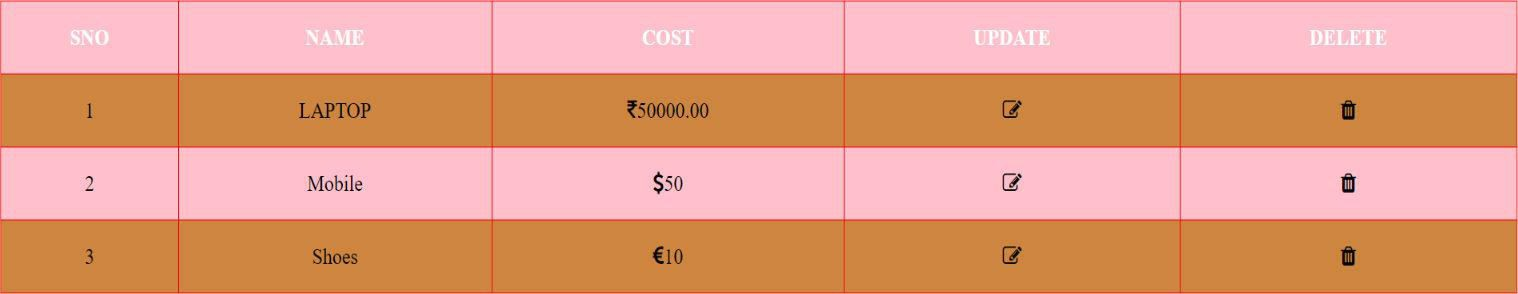 SNO NAME COST UPDATE DELETE
1 LAPTOP ₹50000.00
2 Mobile $50
3 Shoes €10